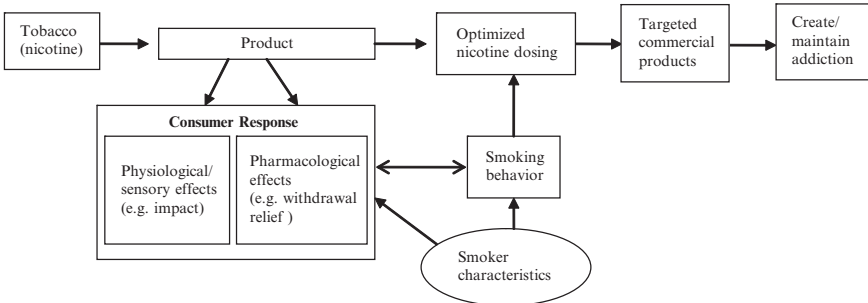 Tobacco
(nicotine)
Product
Optimized
nicotine dosing
Targeted
commercial
products
Create/
maintain
addiction
Consumer Response
Physiological/
sensory effects
(e.g. impact)
Pharmacological
effects
(e.g. withdrawal
relief )
Smoking
behavior
Smoker
characteristics